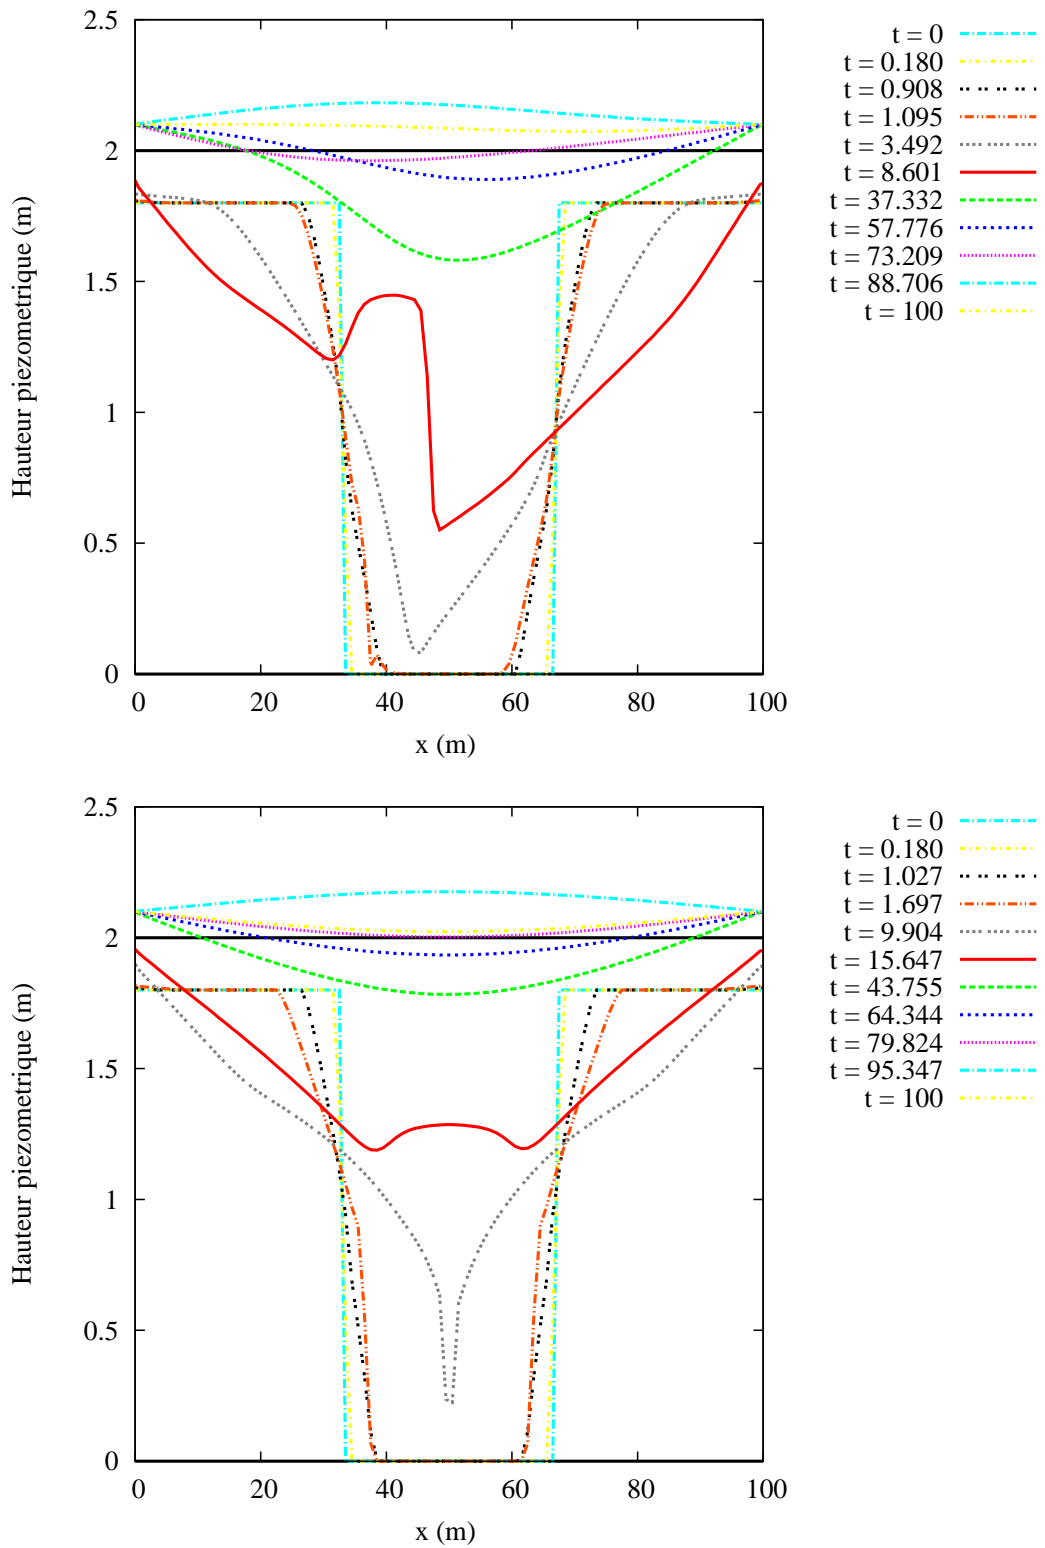 2.5
2
1.5
1
0.5
0
0 20 40 60 80 100
Hauteur piezometrique (m)
x (m)
t = 0
t = 0.180
t = 0.908
t = 1.095
t = 3.492
t = 8.601
t = 37.332
t = 57.776
t = 73.209
t = 88.706
t = 100
2.5
2
1.5
1
0.5
0
0 20 40 60 80 100
Hauteur piezometrique (m)
x (m)
t = 0
t = 0.180
t = 1.027
t = 1.697
t = 9.904
t = 15.647
t = 43.755
t = 64.344
t = 79.824
t = 95.347
t = 100